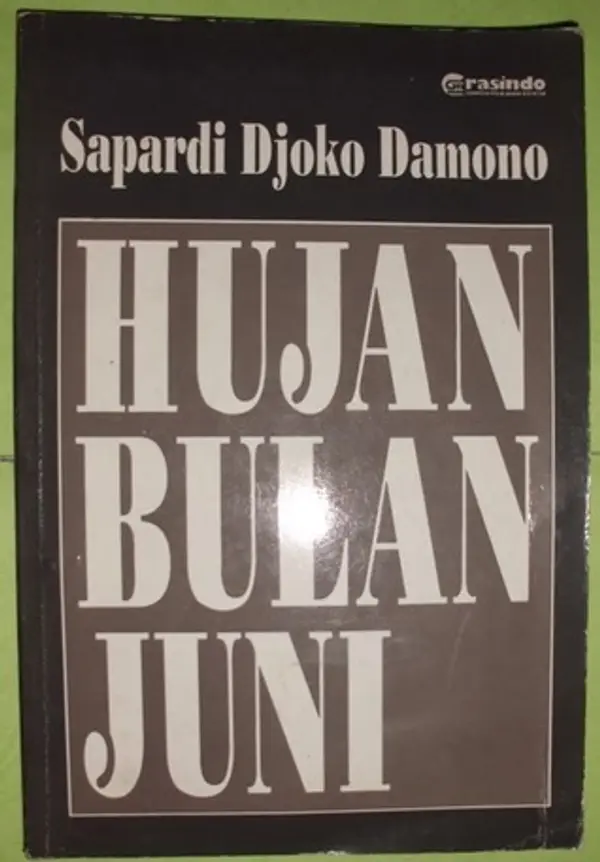 Grasindo
Sapardi Djoko Damono
HUJAN
BULAN
JUNI